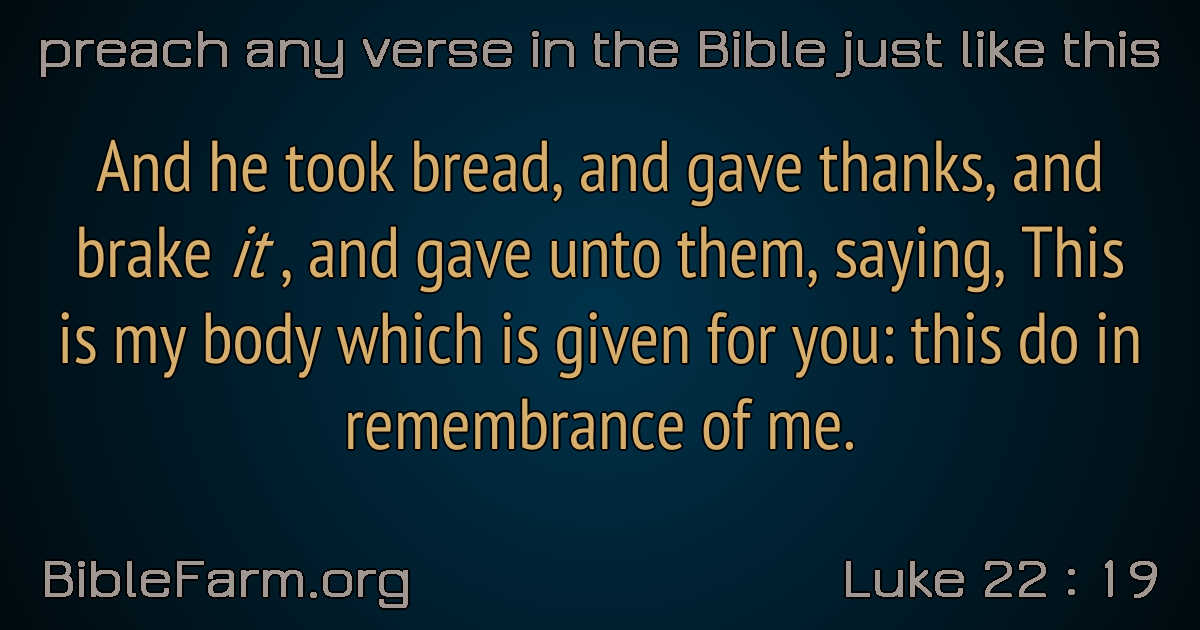 preach any verse in the Bible just like this
And he took bread, and gave thanks, and
brake it , and gave unto them, saying, This
is my body which is given for you: this do in
remembrance of me.
BibleFarm.org
Luke 22 : 19